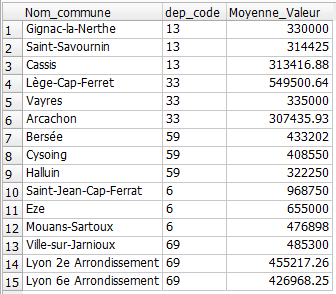 Nom_commune dep_code Moyenne_Valeur
1 Gignac-la-Nerthe 13 330000
2 Saint-Savournin 13 314425
3 Cassis 13 313416.88
4 Lège-Cap-Ferret 33 549500.64
5 Vayres 33 335000
6 Arcachon 33 307435.93
7 Bersée 59 433202
8 Cysoing 59 408550
9 Halluin 59 322250
10 Saint-Jean-Cap-Ferrat 6 968750
11 Eze 6 655000
12 Mouans-Sartoux 6 476898
13 Ville-sur-Jarnioux 69 485300
14 Lyon 2e Arrondissement 69 455217.26
15 Lyon 6e Arrondissement 69 426968.25